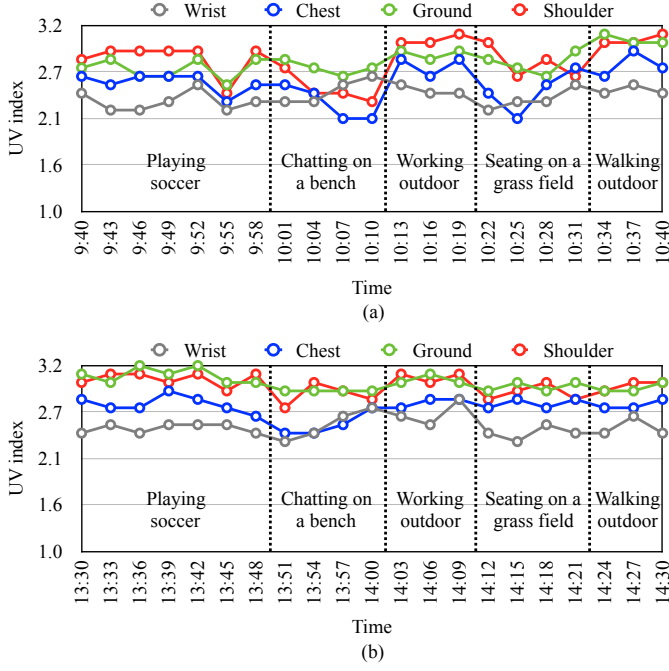 Wrist Chest Ground Shoulder
3.2
2.7
2.1
1.6
1.0
UV index
Playing soccer
Chatting on a bench
Working outdoor
Seating on a grass field
Walking outdoor
9:40 9:43 9:46 9:49 9:52 9:55 9:58 10:01 10:04 10:07 10:10 10:13 10:16 10:19 10:22 10:25 10:28 10:31 10:34 10:37 10:40
Time
(a)
Wrist Chest Ground Shoulder
3.2
2.7
2.1
1.6
1.0
UV index
Playing soccer
Chatting on a bench
Working outdoor
Seating on a grass field
Walking outdoor
13:30 13:33 13:36 13:39 13:42 13:45 13:48 13:51 13:54 13:57 14:00 14:03 14:06 14:09 14:12 14:15 14:18 14:21 14:24 14:27 14:30
Time
(b)